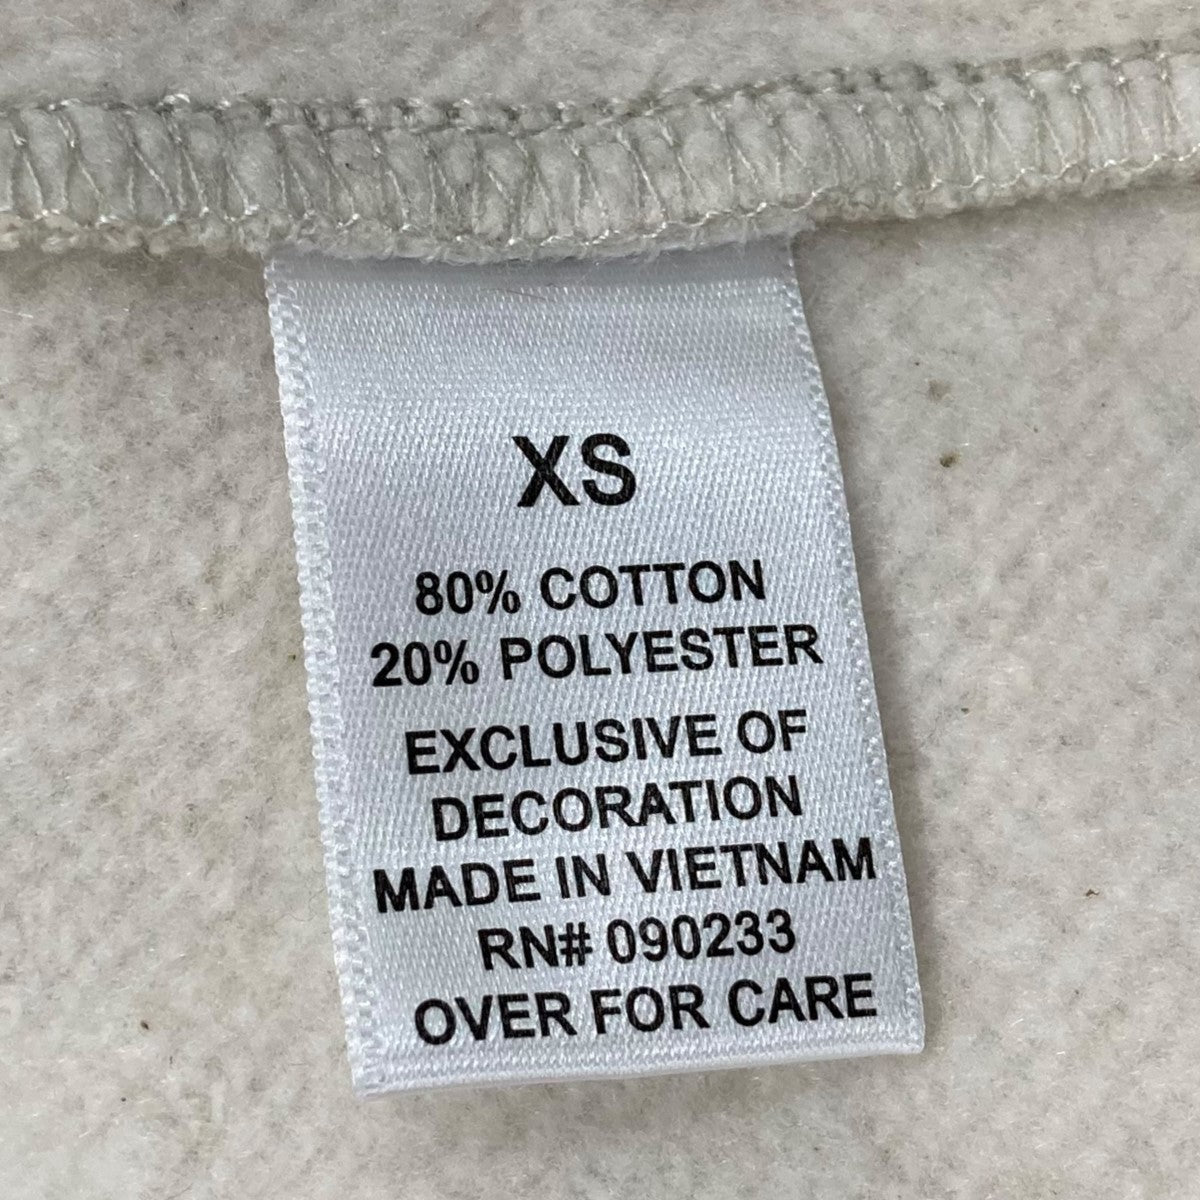 XS
80% COTTON
20% POLYESTER
EXCLUSIVE OF
DECORATION
MADE IN VIETNAM
RN# 090233
OVER FOR CARE